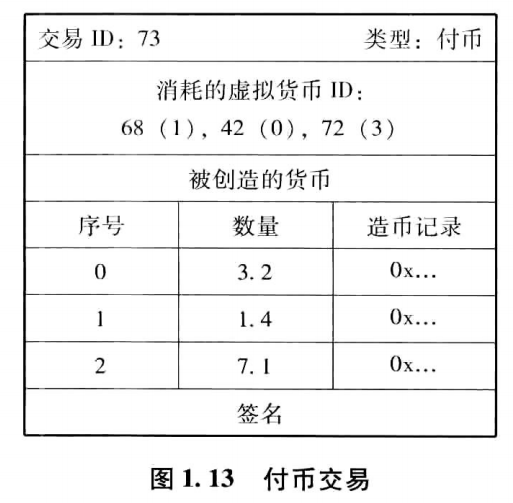 交易 ID：73 类型：付币
消耗的虚拟货币 ID：
68（1），42（0），72（3）
被创造的货币
序号 数量 造币记录
0 3.2 0x…
1 1.4 0x…
2 7.1 0x…
签名
图 1.13 付币交易